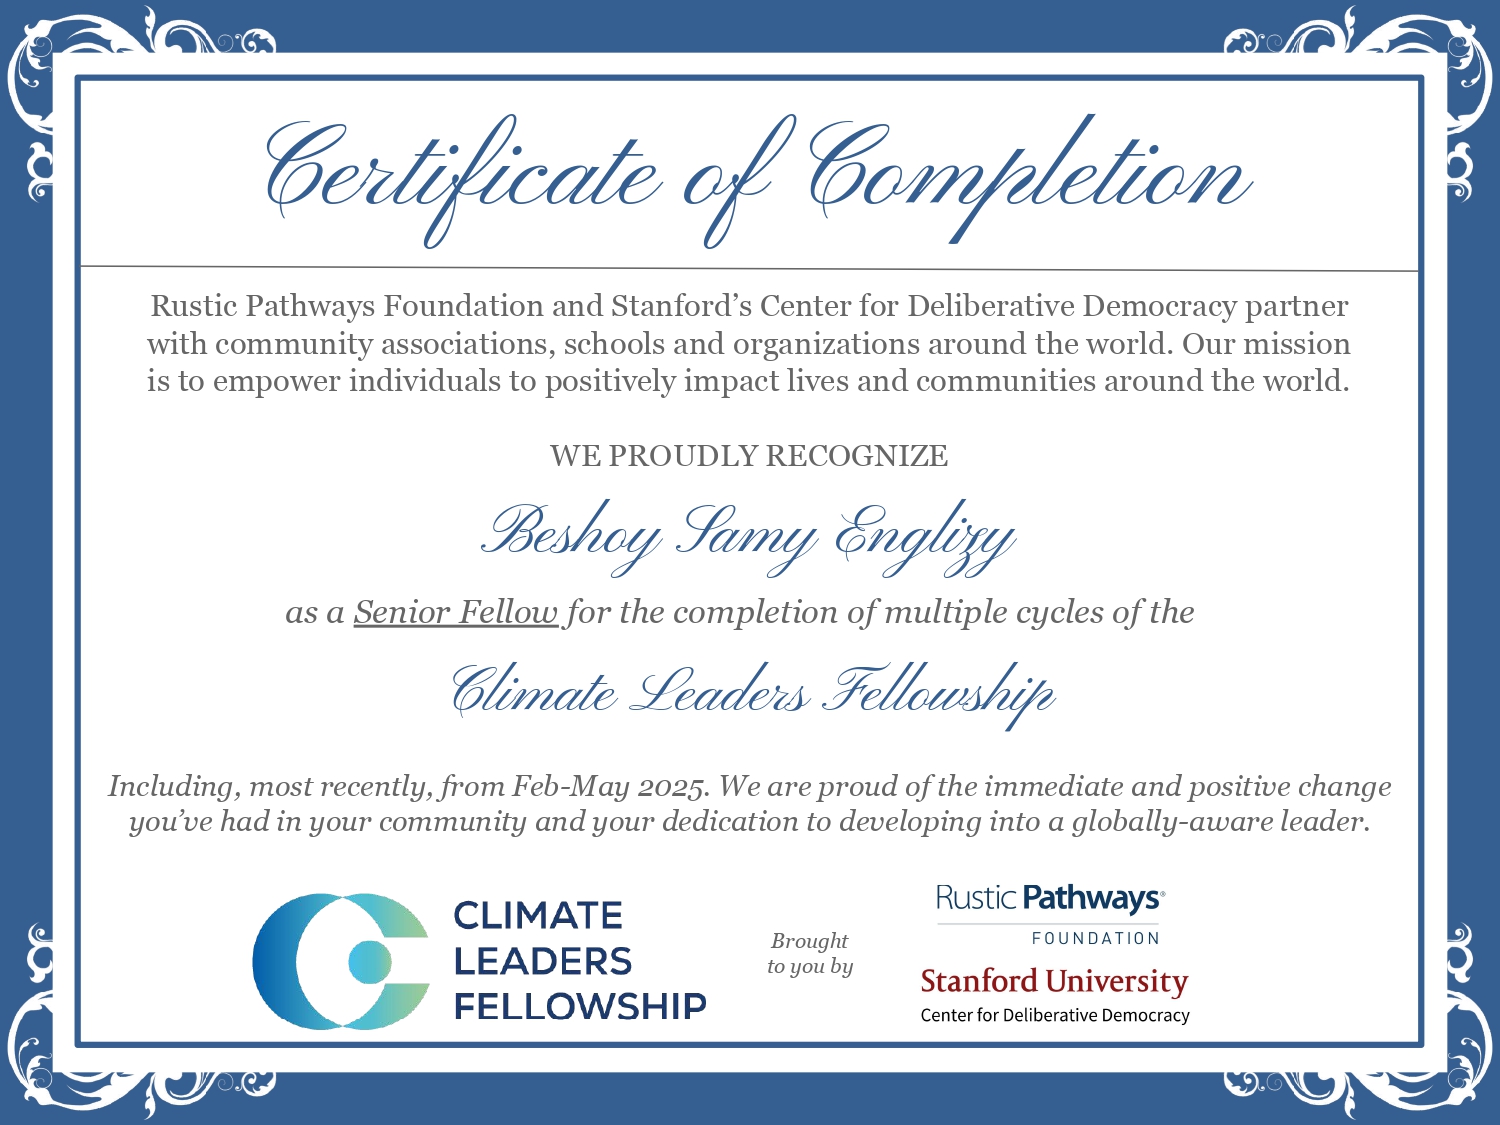 Certificate of Completion
Rustic Pathways Foundation and Stanford’s Center for Deliberative Democracy partner
with community associations, schools and organizations around the world. Our mission
is to empower individuals to positively impact lives and communities around the world.
WE PROUDLY RECOGNIZE
Beshoy Samy Englizy
as a Senior Fellow for the completion of multiple cycles of the
Climate Leaders Fellowship
Including, most recently, from Feb-May 2025. We are proud of the immediate and positive change
you’ve had in your community and your dedication to developing into a globally-aware leader.
CLIMATE
LEADERS
FELLOWSHIP
Brought
to you by
Rustic Pathways®
FOUNDATION
Stanford University
Center for Deliberative Democracy